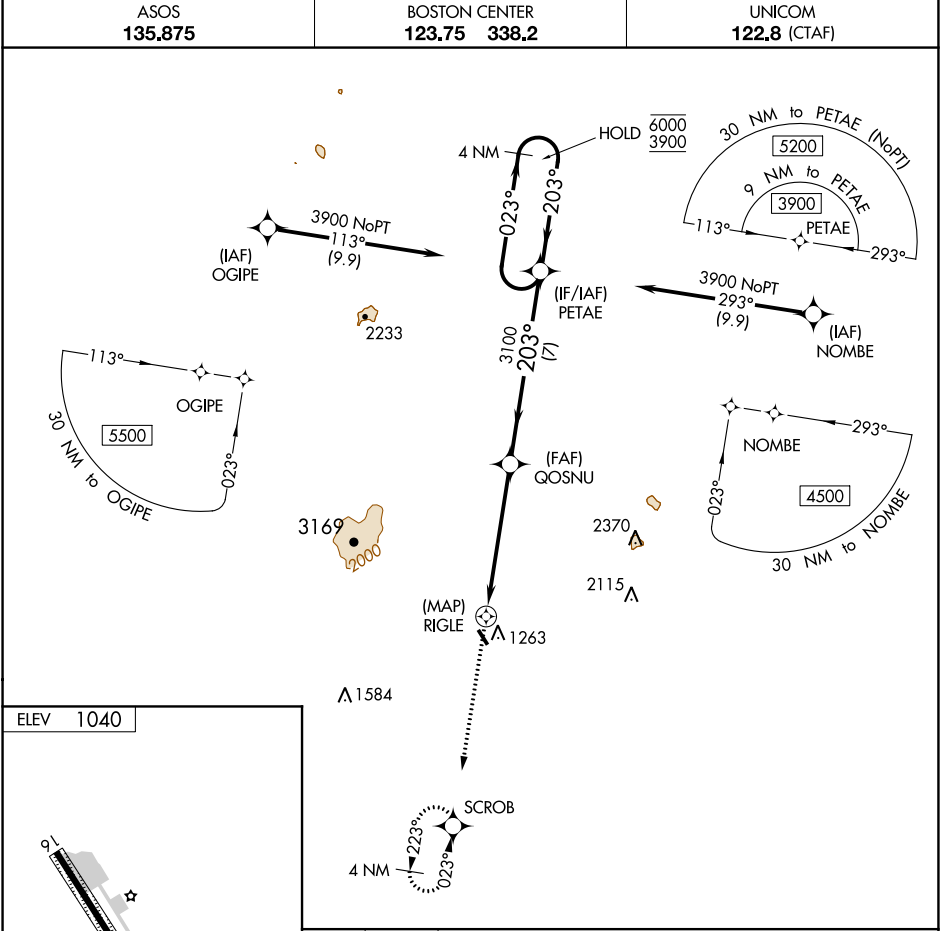 ASOS
135.875
BOSTON CENTER
123.75 338.2
UNICOM
122.8 (CTAF)
4 NM
HOLD
6000
3900
023°
203°
30 NM to PETAE (NoPT)
5200
9 NM to PETAE
3900
PETAE
113°
293°
3900 NoPT
113°
(9.9)
(IAF)
OGIPE
(IF/IAF)
PETAE
3900 NoPT
293°
(9.9)
(IAF)
NOMBE
2233
3100
203°
(7)
113°
OGIPE
5500
023°
30 NM to OGIPE
NOMBE
293°
4500
023°
30 NM to NOMBE
(FAF)
QOSNU
3169
2000
2370
2115
(MAP)
RIGLE
1263
1584
ELEV 1040
SCROB
223°
4 NM
023°
16